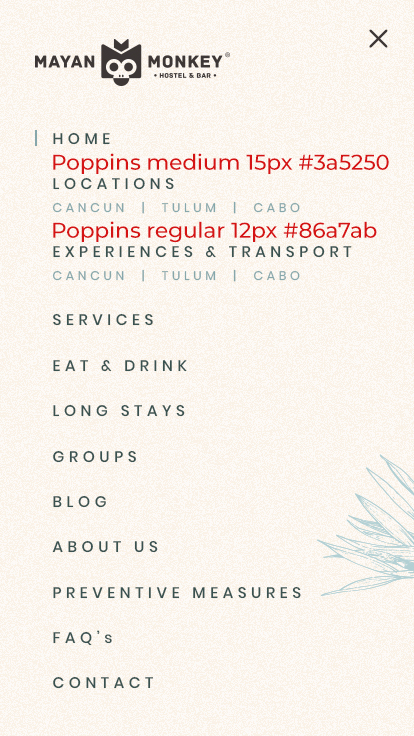 MAYAN MONKEY®
• HOSTEL & BAR •
HOME
Poppins medium 15px #3a5250
LOCATIONS
CANCUN | TULUM | CABO
Poppins regular 12px #86a7ab
EXPERIENCES & TRANSPORT
CANCUN | TULUM | CABO
SERVICES
EAT & DRINK
LONG STAYS
GROUPS
BLOG
ABOUT US
PREVENTIVE MEASURES
FAQ's
CONTACT